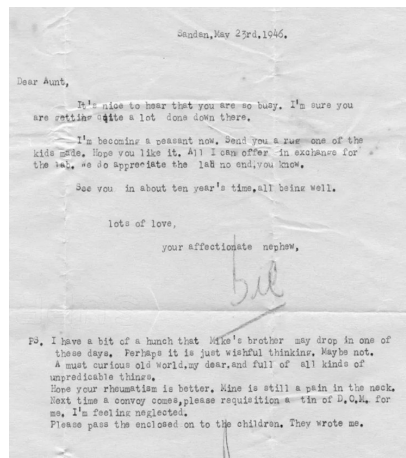 Sandan,May 23rd.1946.
Dear Aunt,
It's nice to hear that you are so busy. I'm sure you
are getting quite a lot done down there.
I'm becoming a peasant now. Send you a rug one of the
kids made. Hope you like it. All I can offer in exchange for
the lab. We do appreciate the lab no end,you know.
See you in about ten year's time,all being well.
lots of love,
your affectionate nephew,
Bill
PS. I have a bit of a hunch that Mike's brother may drop in one of
these days. Perhaps it is just wishful thinking. Maybe not.
A must curious old world,my dear,and full of all kinds of
unpredicable things.
Hope your rheumatism is better. Mine is still a pain in the neck.
Next time a convoy comes,please requisition a tin of D.O.M. for
me. I'm feeling neglected.
Please pass the enclosed on to the children. They wrote me.